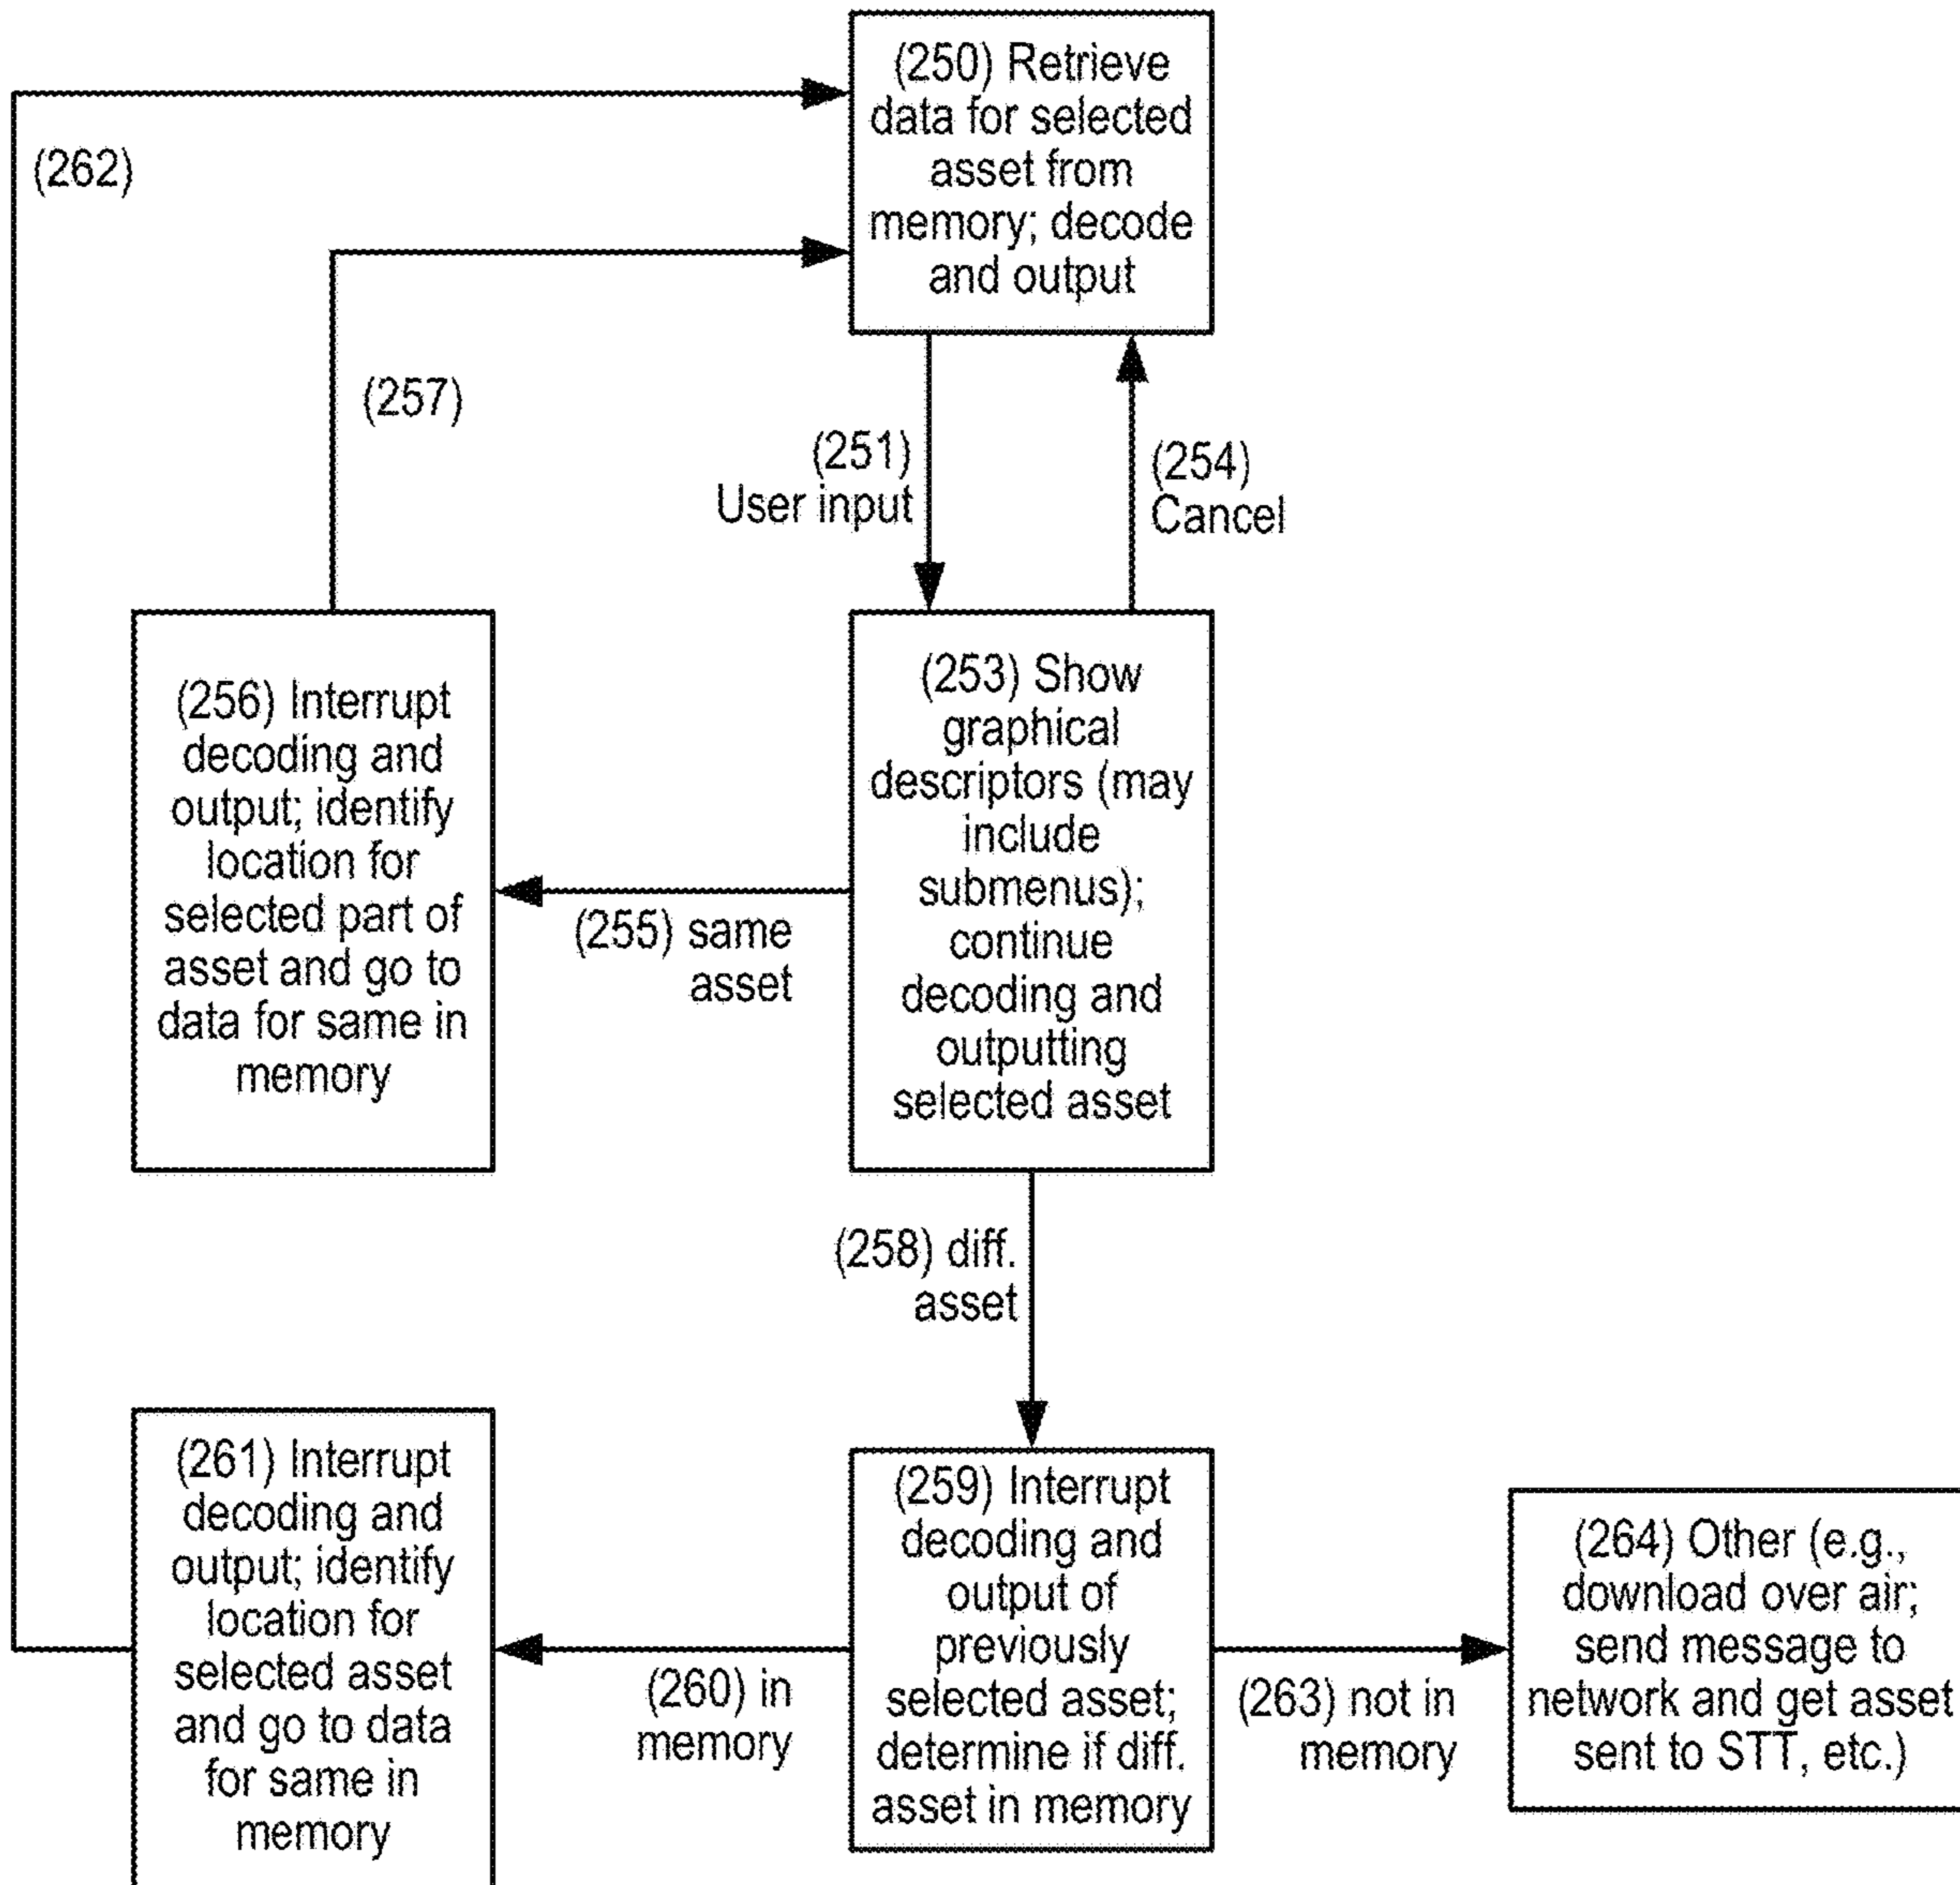 (250) Retrieve
data for selected
asset from
memory; decode
and output
(262)
(257)
(251)
User input
(254)
Cancel
(256) Interrupt
decoding and
output; identify
location for
selected part of
asset and go to
data for same in
memory
(255) same
asset
(253) Show
graphical
descriptors (may
include
submenus);
continue
decoding and
outputting
selected asset
(258) diff.
asset
(261) Interrupt
decoding and
output; identify
location for
selected asset
and go to data
for same in
memory
(260) in
memory
(259) Interrupt
decoding and
output of
previously
selected asset;
determine if diff.
asset in memory
(263) not in
memory
(264) Other (e.g.,
download over air;
send message to
network and get asset
sent to STT, etc.)